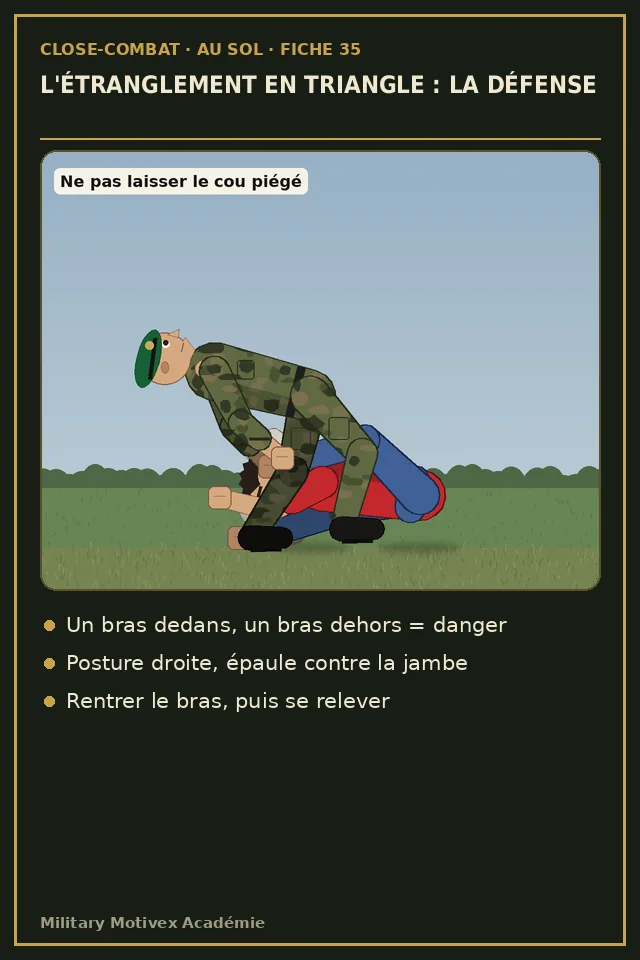 CLOSE-COMBAT · AU SOL · FICHE 35
L'ÉTRANGLEMENT EN TRIANGLE : LA DÉFENSE
Ne pas laisser le cou piégé
Un bras dedans, un bras dehors = danger
Posture droite, épaule contre la jambe
Rentrer le bras, puis se relever
Military Motivex Académie